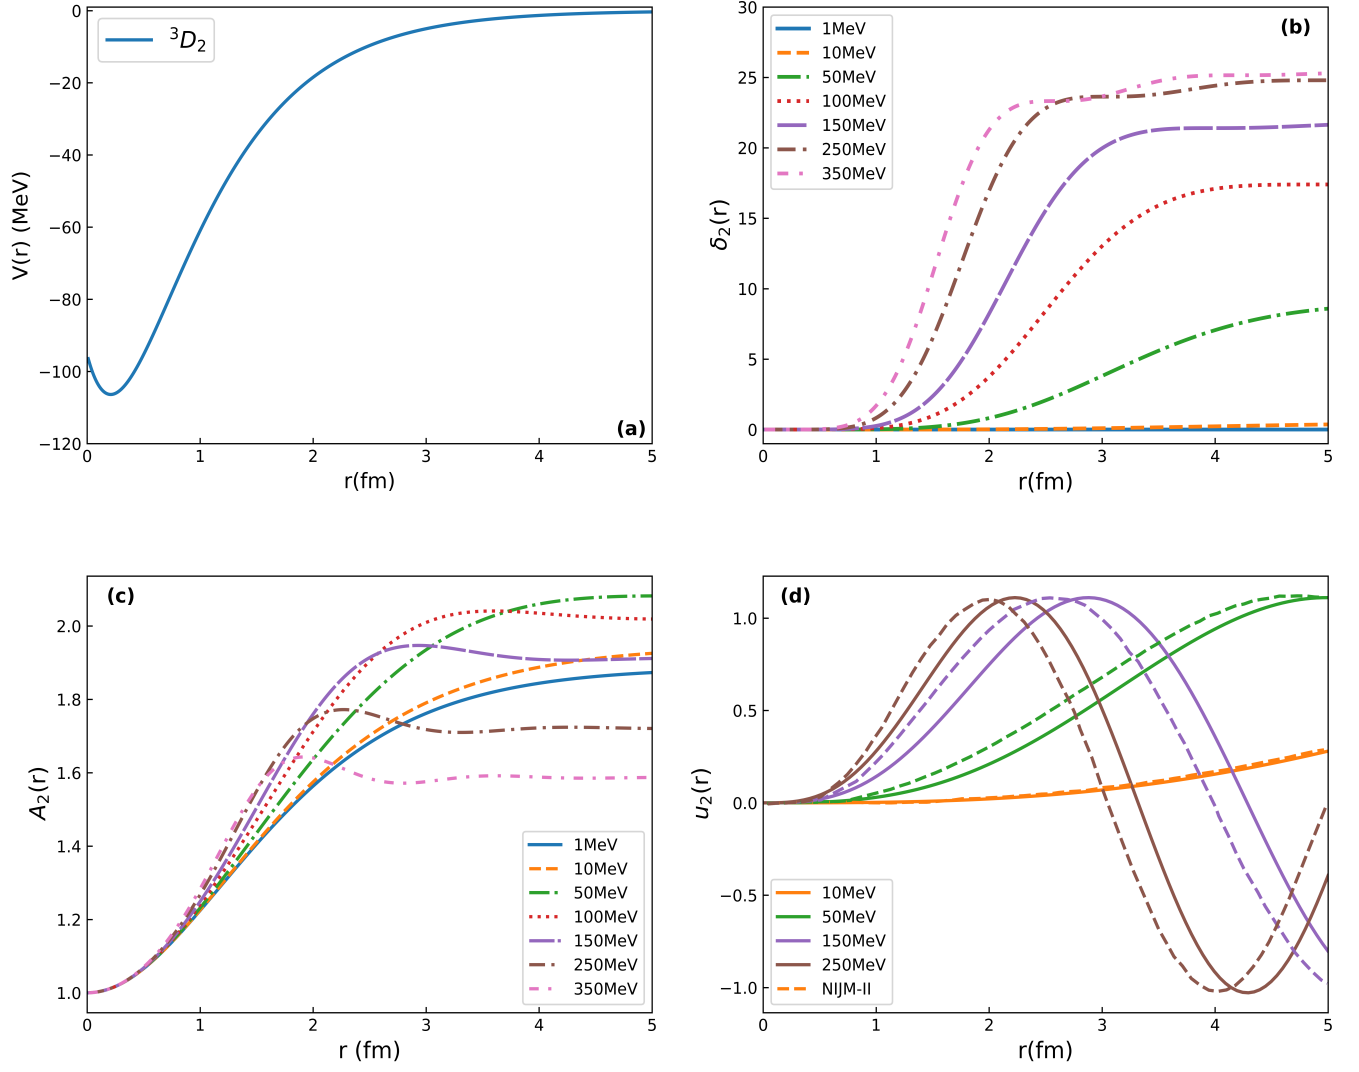 0
−20
−40
−60
−80
−100
−120
V(r) (MeV)
³D₂
(a)
0 1 2 3 4 5
r(fm)
30
25
20
15
10
5
0
δ₂(r)
1MeV
10MeV
50MeV
100MeV
150MeV
250MeV
350MeV
(b)
0 1 2 3 4 5
r(fm)
2.0
1.8
1.6
1.4
1.2
1.0
A₂(r)
(c)
1MeV
10MeV
50MeV
100MeV
150MeV
250MeV
350MeV
0 1 2 3 4 5
r (fm)
1.0
0.5
0.0
−0.5
−1.0
u₂(r)
(d)
10MeV
50MeV
150MeV
250MeV
NIJM-II
0 1 2 3 4 5
r(fm)